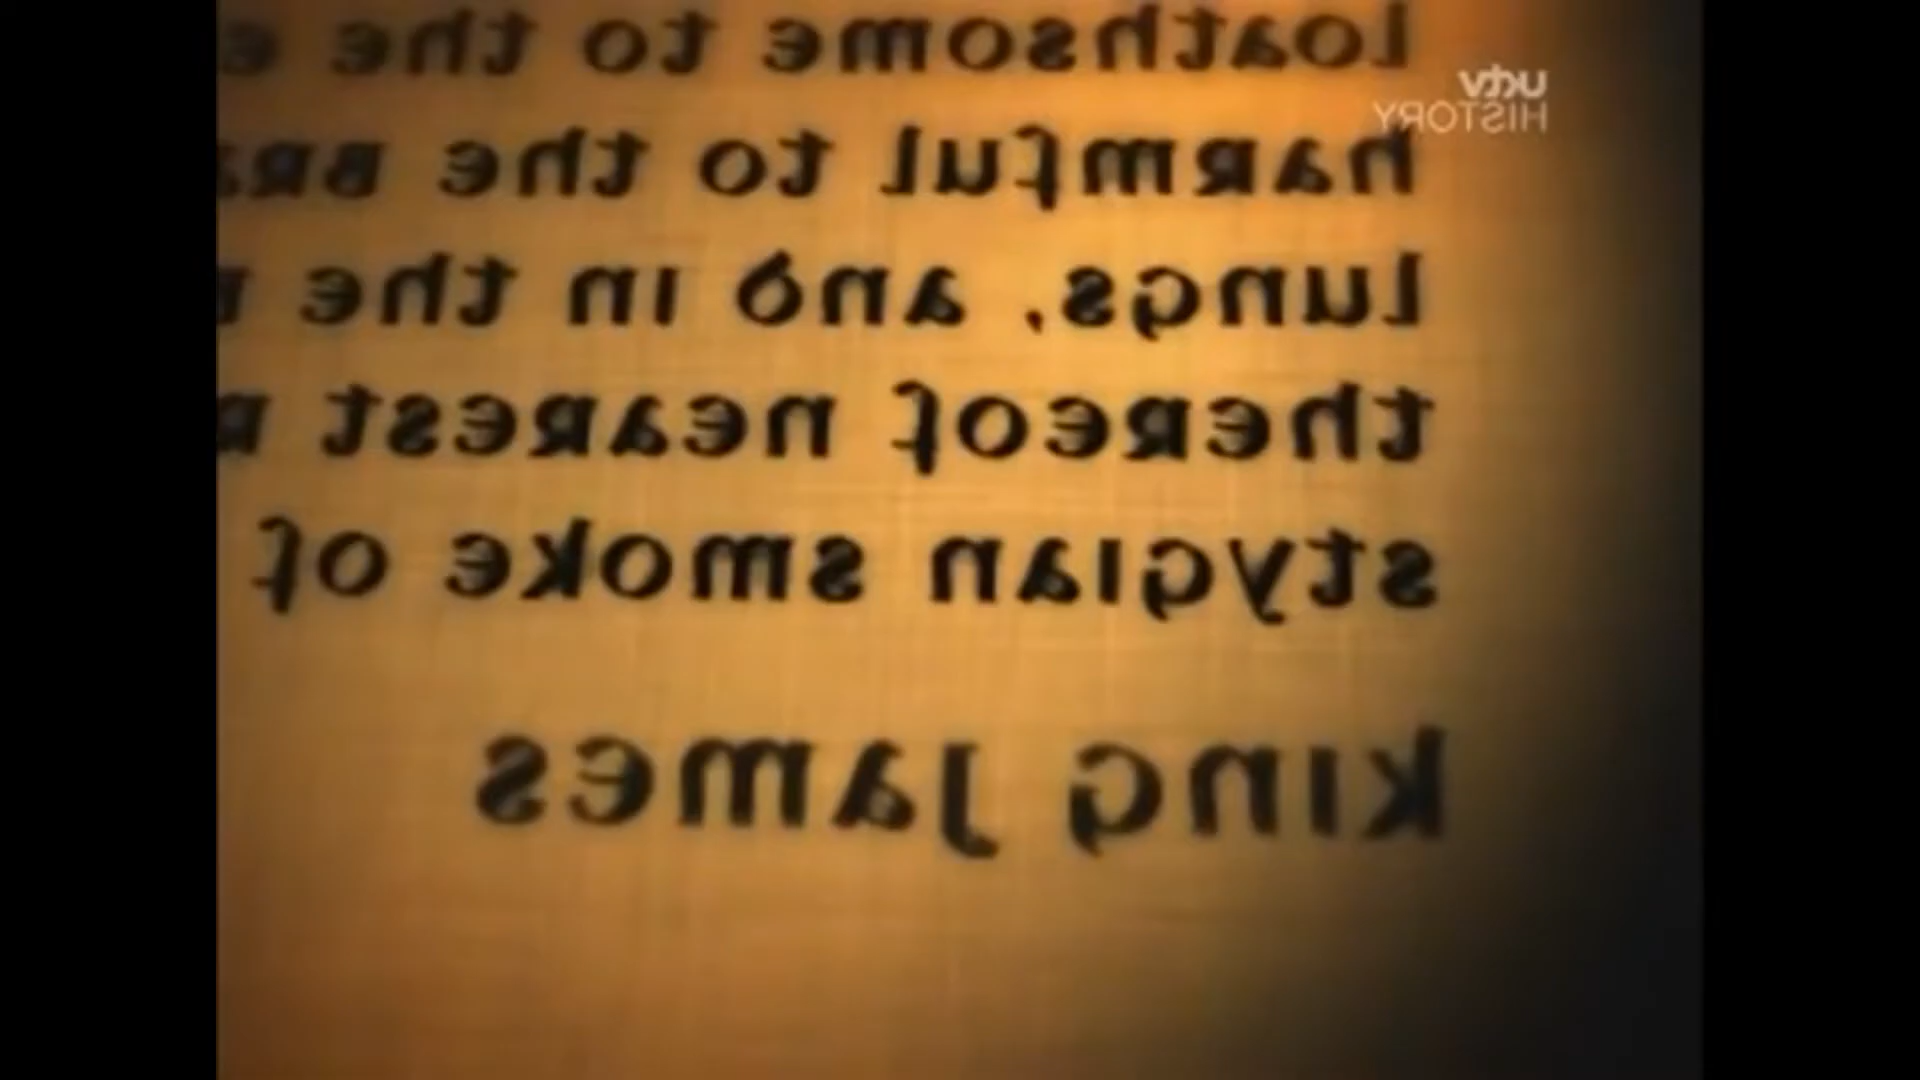 loathsome to the e
uktv
HISTORY
harmful to the bra
lungs, and in the
thereof nearest r
stygian smoke of
king james